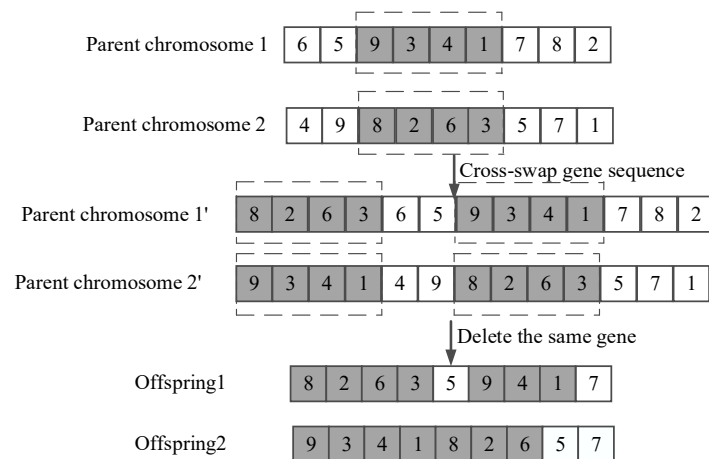 Parent chromosome 1 6 5 9 3 4 1 7 8 2
Parent chromosome 2 4 9 8 2 6 3 5 7 1
Cross-swap gene sequence
Parent chromosome 1' 8 2 6 3 6 5 9 3 4 1 7 8 2
Parent chromosome 2' 9 3 4 1 4 9 8 2 6 3 5 7 1
Delete the same gene
Offspring1 8 2 6 3 5 9 4 1 7
Offspring2 9 3 4 1 8 2 6 5 7